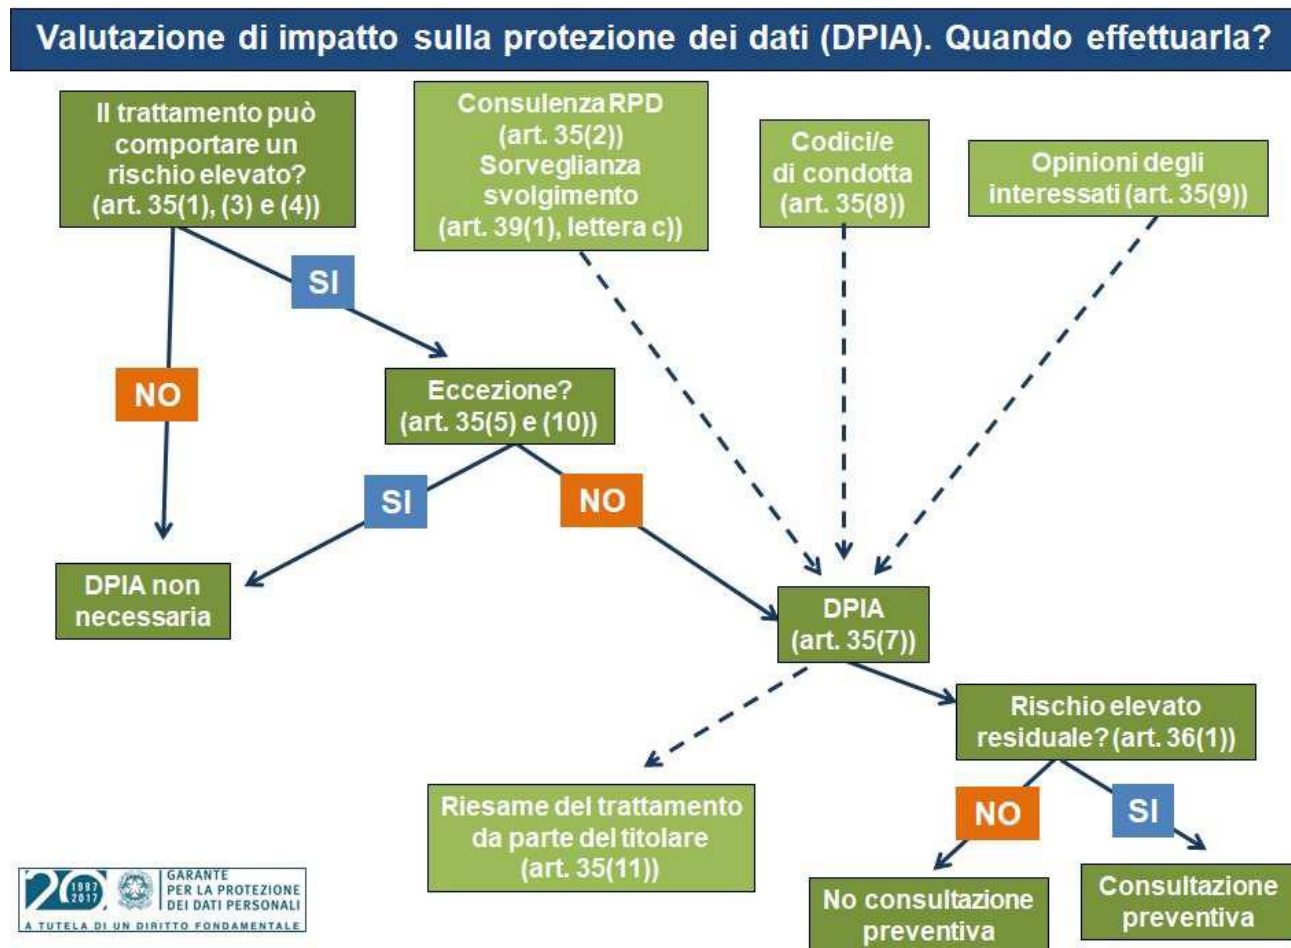 Valutazione di impatto sulla protezione dei dati (DPIA). Quando effettuarla?
Il trattamento può
comportare un
rischio elevato?
(art. 35(1), (3) e (4))
Consulenza RPD
(art. 35(2))
Sorveglianza
svolgimento
(art. 39(1), lettera c))
Codici/e
di condotta
(art. 35(8))
Opinioni degli
interessati (art. 35(9))
SI
NO
Eccezione?
(art. 35(5) e (10))
SI
NO
DPIA non
necessaria
DPIA
(art. 35(7))
Rischio elevato
residuale? (art. 36(1))
Riesame del trattamento
da parte del titolare
(art. 35(11))
NO
SI
No consultazione
preventiva
Consultazione
preventiva
20
1997
2017
GARANTE
PER LA PROTEZIONE
DEI DATI PERSONALI
A TUTELA DI UN DIRITTO FONDAMENTALE